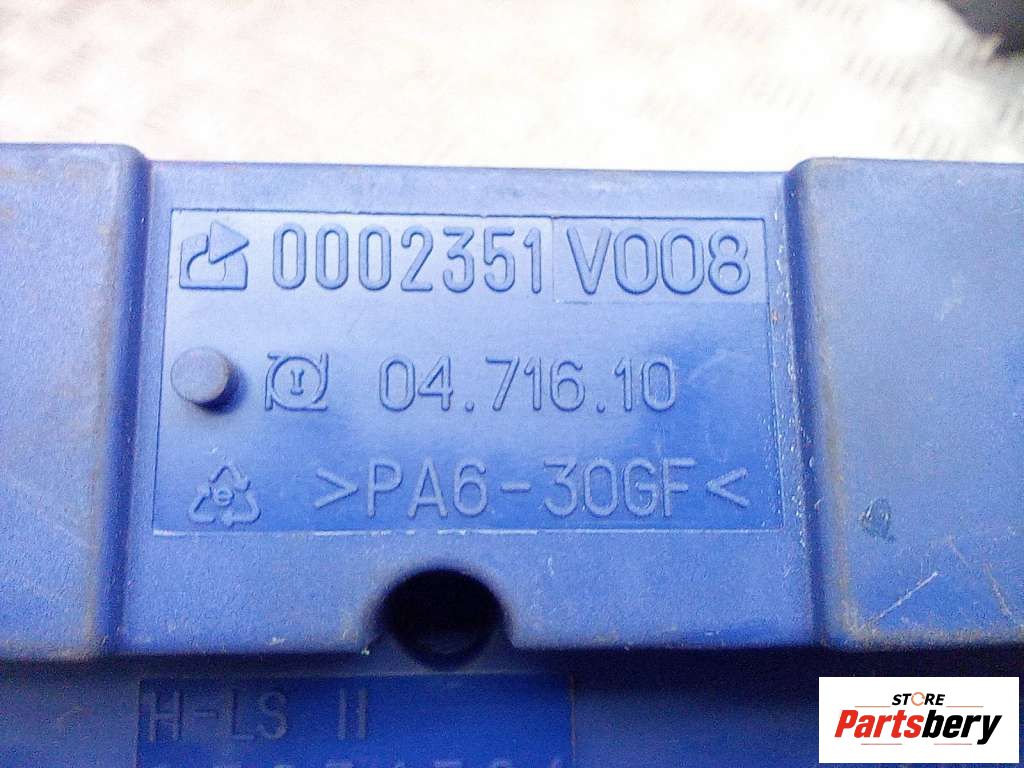 0002351 V008
04.716.10
>PA6-30GF<
H-LS II
STORE
Partsbery